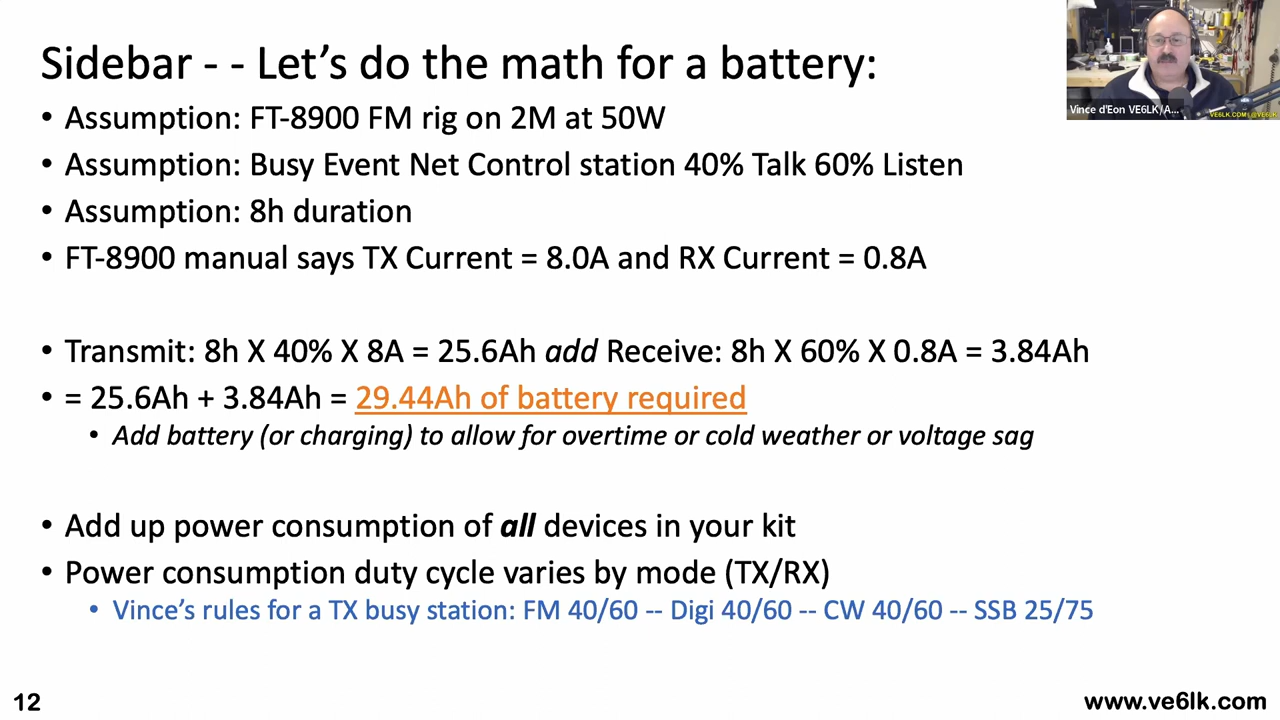 Sidebar - - Let's do the math for a battery:
• Assumption: FT-8900 FM rig on 2M at 50W
• Assumption: Busy Event Net Control station 40% Talk 60% Listen
• Assumption: 8h duration
• FT-8900 manual says TX Current = 8.0A and RX Current = 0.8A
• Transmit: 8h X 40% X 8A = 25.6Ah add Receive: 8h X 60% X 0.8A = 3.84Ah
• = 25.6Ah + 3.84Ah = 29.44Ah of battery required
• Add battery (or charging) to allow for overtime or cold weather or voltage sag
• Add up power consumption of all devices in your kit
• Power consumption duty cycle varies by mode (TX/RX)
• Vince's rules for a TX busy station: FM 40/60 -- Digi 40/60 -- CW 40/60 -- SSB 25/75
12
www.ve6lk.com
Vince d'Eon VE6LK/A...
VE6LK.COM | @VE6LK